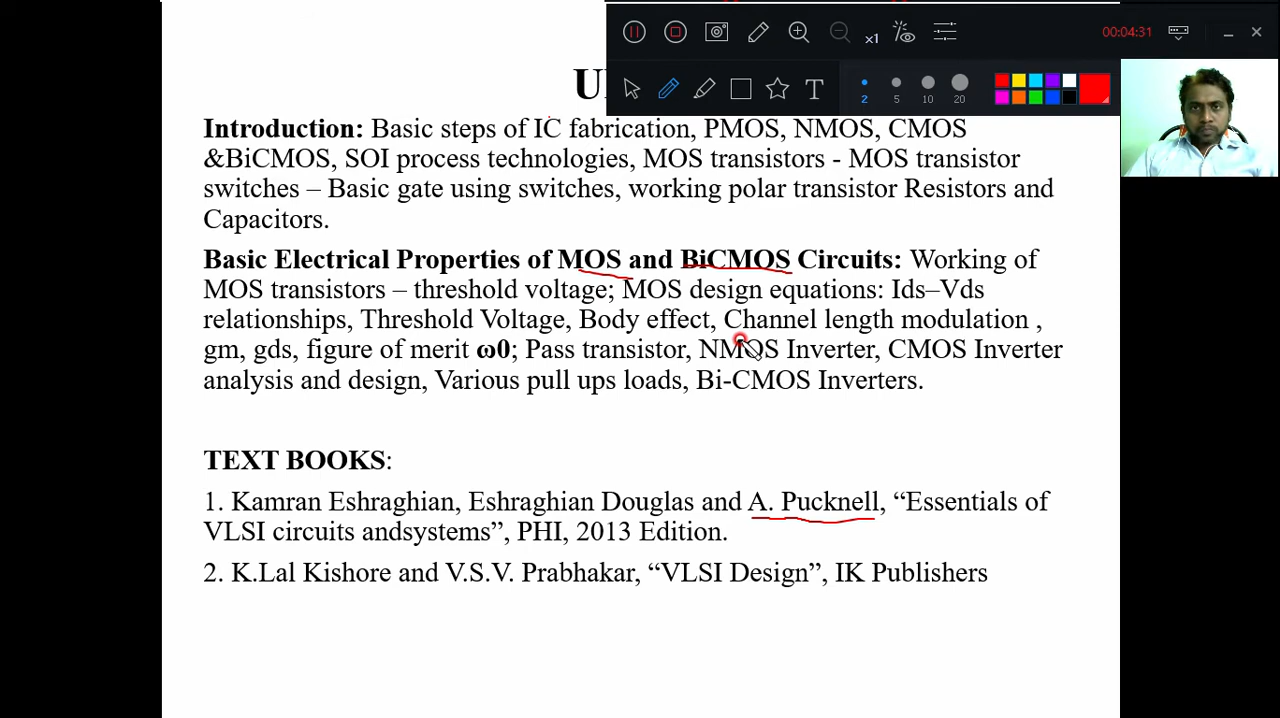 x1
00:04:31
2
5
10
20
T
U
Introduction: Basic steps of IC fabrication, PMOS, NMOS, CMOS
&BiCMOS, SOI process technologies, MOS transistors - MOS transistor
switches – Basic gate using switches, working polar transistor Resistors and
Capacitors.
Basic Electrical Properties of MOS and BiCMOS Circuits: Working of
MOS transistors – threshold voltage; MOS design equations: Ids–Vds
relationships, Threshold Voltage, Body effect, Channel length modulation ,
gm, gds, figure of merit ω0; Pass transistor, NMOS Inverter, CMOS Inverter
analysis and design, Various pull ups loads, Bi-CMOS Inverters.
TEXT BOOKS:
1. Kamran Eshraghian, Eshraghian Douglas and A. Pucknell, “Essentials of
VLSI circuits andsystems”, PHI, 2013 Edition.
2. K.Lal Kishore and V.S.V. Prabhakar, “VLSI Design”, IK Publishers